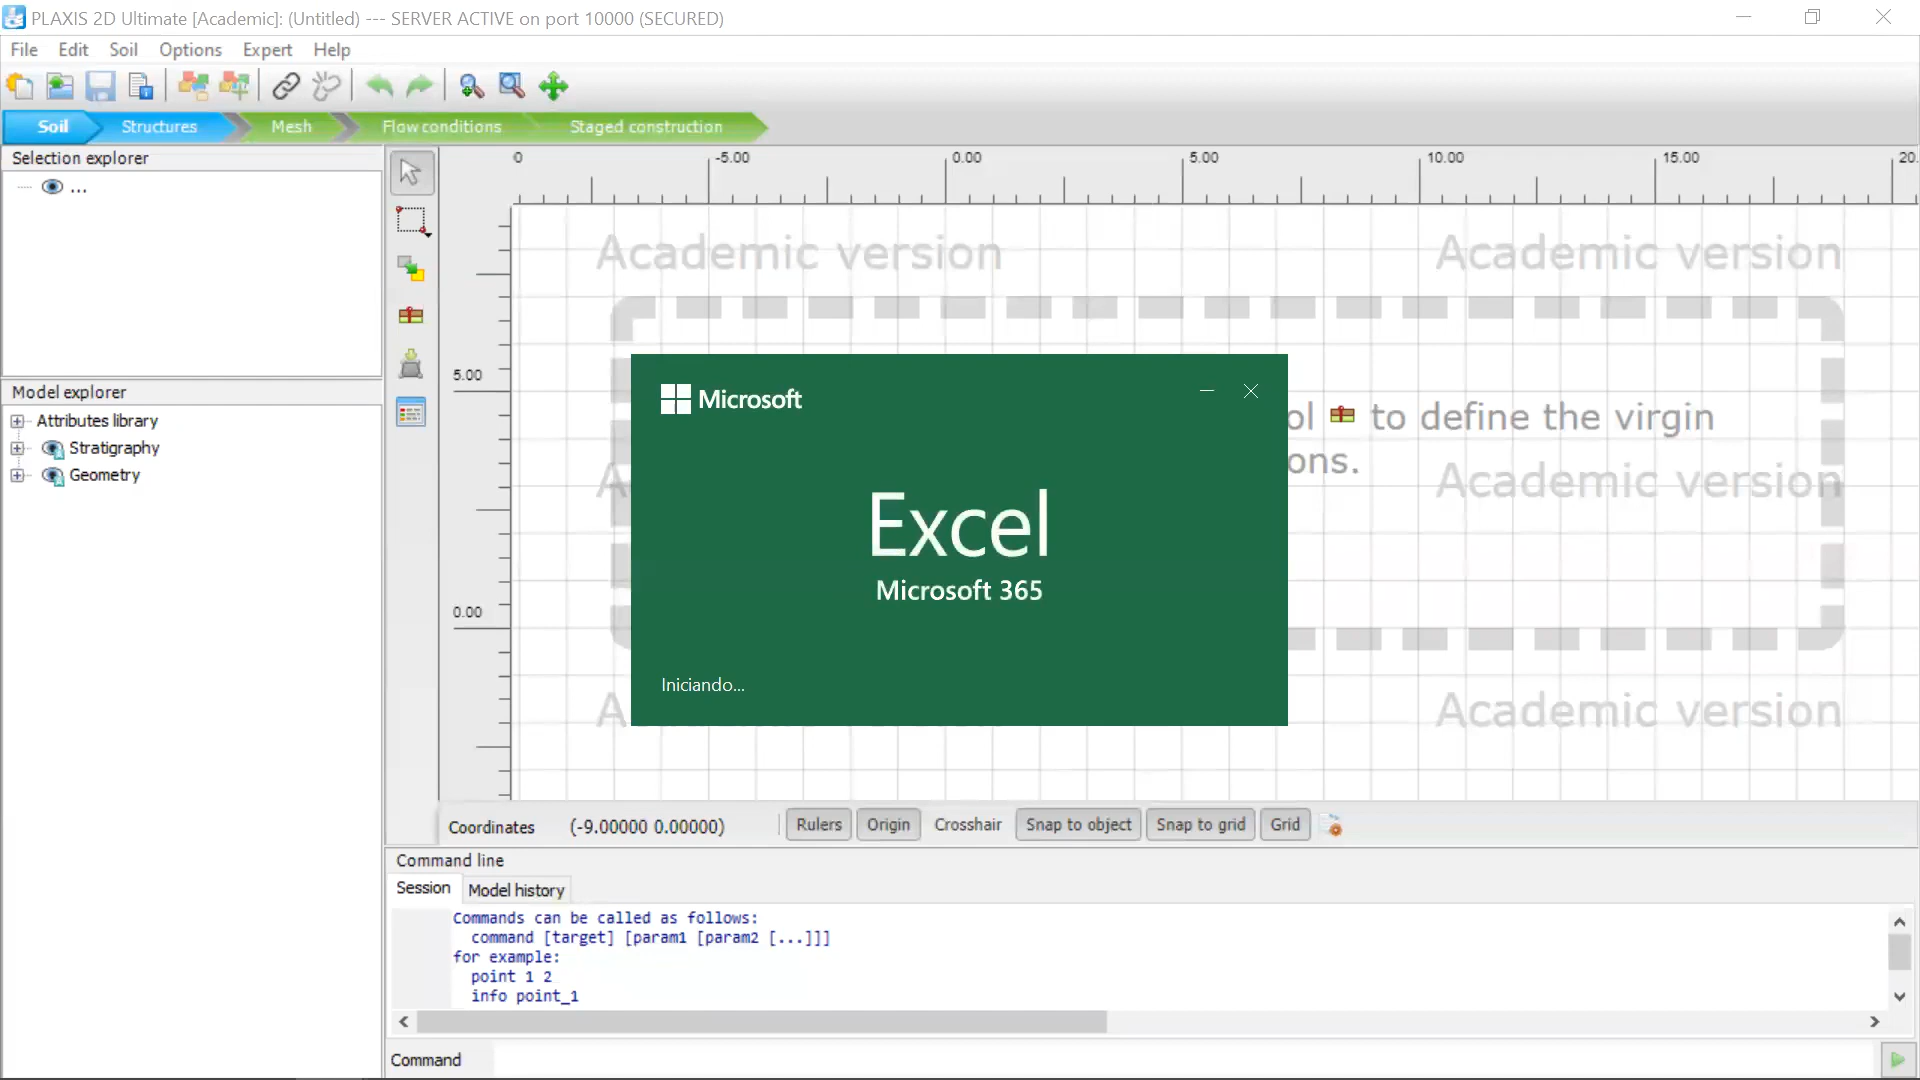 PLAXIS 2D Ultimate [Academic]: (Untitled) --- SERVER ACTIVE on port 10000 (SECURED)
File Edit Soil Options Expert Help
Soil Structures Mesh Flow conditions Staged construction
Selection explorer
...
Model explorer
Attributes library
Stratigraphy
Geometry
0 -5.00 0.00 5.00 10.00 15.00 20.
5.00
0.00
Academic version Academic version
ol to define the virgin
ons.
A Academic version
A Academic version
Microsoft
Excel
Microsoft 365
Iniciando...
Coordinates (-9.00000 0.00000) Rulers Origin Crosshair Snap to object Snap to grid Grid
Command line
Session Model history
Commands can be called as follows:
command [target] [param1 [param2 [...]]]
for example:
point 1 2
info point_1
Command